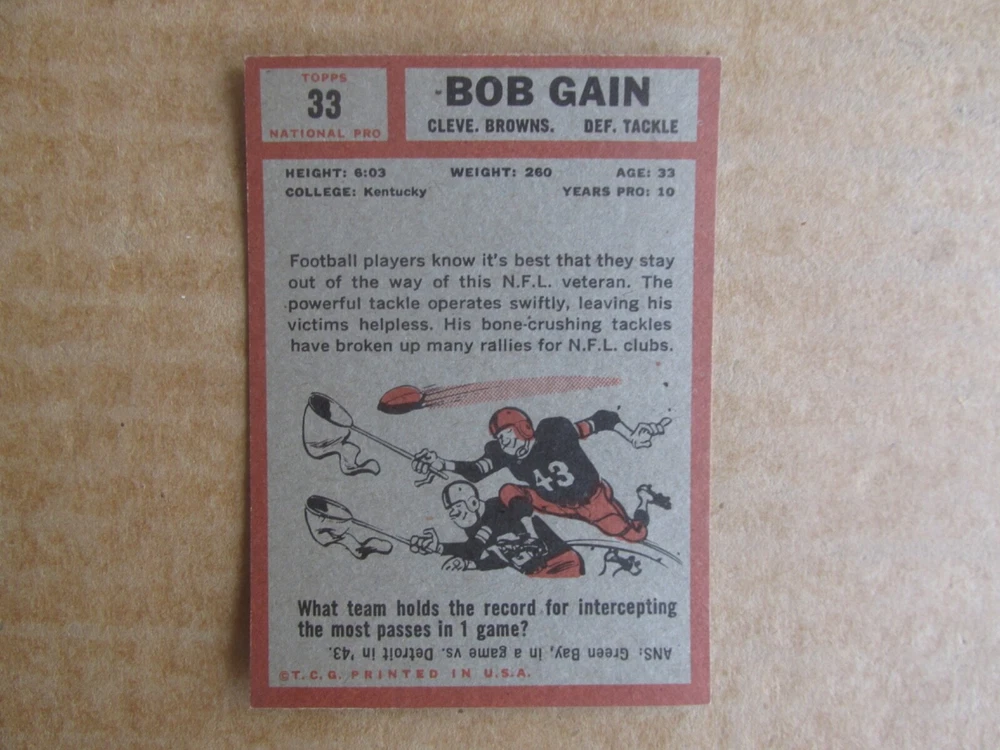 TOPPS
33
NATIONAL PRO
BOB GAIN
CLEVE. BROWNS. DEF. TACKLE
HEIGHT: 6:03 WEIGHT: 260 AGE: 33
COLLEGE: Kentucky YEARS PRO: 10
Football players know it's best that they stay
out of the way of this N.F.L. veteran. The
powerful tackle operates swiftly, leaving his
victims helpless. His bone-crushing tackles
have broken up many rallies for N.F.L. clubs.
43
What team holds the record for intercepting
the most passes in 1 game?
ANS: Green Bay, in a game vs. Detroit in '43.
©T.C.G. PRINTED IN U.S.A.